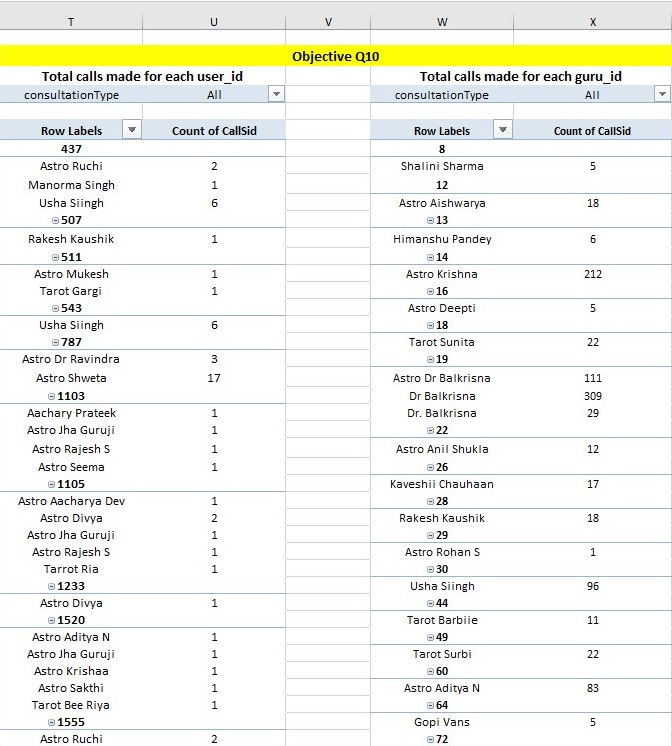 T U V W X
Objective Q10
Total calls made for each user_id Total calls made for each guru_id
consultationType All consultationType All
Row Labels Count of CallSid Row Labels Count of CallSid
437 8
Astro Ruchi 2 Shalini Sharma 5
Manorma Singh 1 12
Usha Siingh 6 Astro Aishwarya 18
507 13
Rakesh Kaushik 1 Himanshu Pandey 6
511 14
Astro Mukesh 1 Astro Krishna 212
Tarot Gargi 1 16
543 Astro Deepti 5
Usha Siingh 6 18
787 Tarot Sunita 22
Astro Dr Ravindra 3 19
Astro Shweta 17 Astro Dr Balkrisna 111
1103 Dr Balkrisna 309
Aachary Prateek 1 Dr. Balkrisna 29
Astro Jha Guruji 1 22
Astro Rajesh S 1 Astro Anil Shukla 12
Astro Seema 1 26
1105 Kaveshii Chauhaan 17
Astro Aacharya Dev 1 28
Astro Divya 2 Rakesh Kaushik 18
Astro Jha Guruji 1 29
Astro Rajesh S 1 Astro Rohan S 1
Tarrot Ria 1 30
1233 Usha Siingh 96
Astro Divya 1 44
1520 Tarot Barbiie 11
Astro Aditya N 1 49
Astro Jha Guruji 1 Tarot Surbi 22
Astro Krishaa 1 60
Astro Sakthi 1 Astro Aditya N 83
Tarot Bee Riya 1 64
1555 Gopi Vans 5
Astro Ruchi 2 72